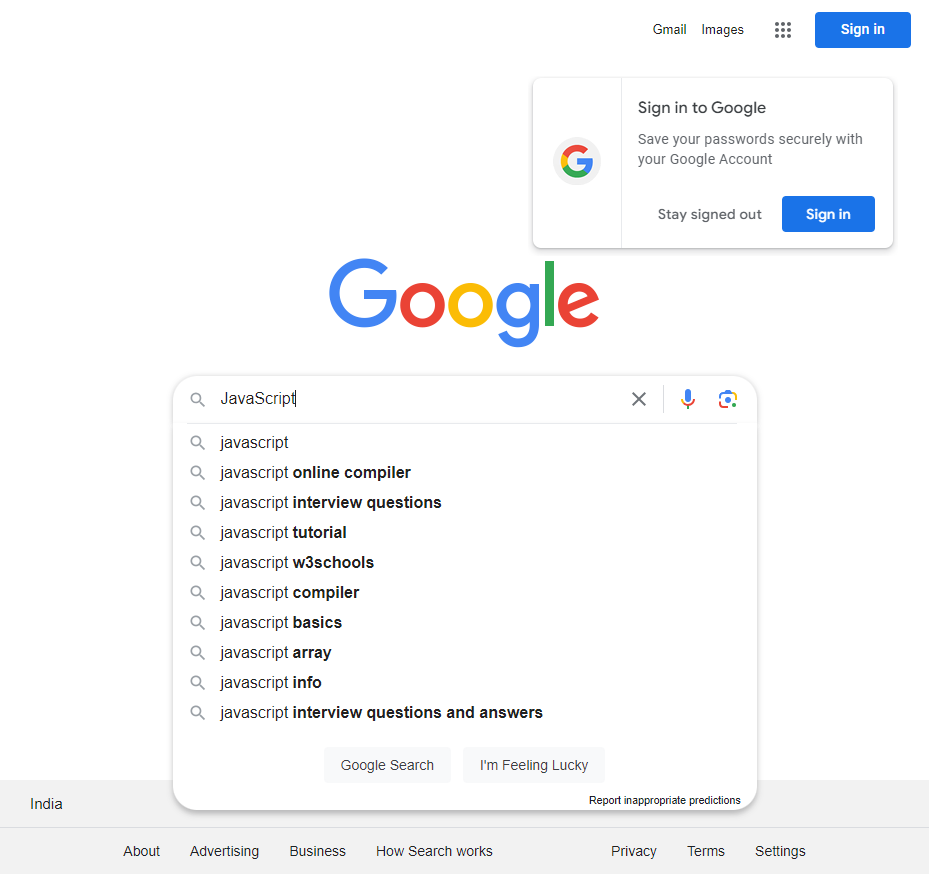 Gmail Images Sign in
Sign in to Google
Save your passwords securely with
your Google Account
Stay signed out Sign in
Google
JavaScript
javascript
javascript online compiler
javascript interview questions
javascript tutorial
javascript w3schools
javascript compiler
javascript basics
javascript array
javascript info
javascript interview questions and answers
Google Search I'm Feeling Lucky
Report inappropriate predictions
India
About Advertising Business How Search works Privacy Terms Settings